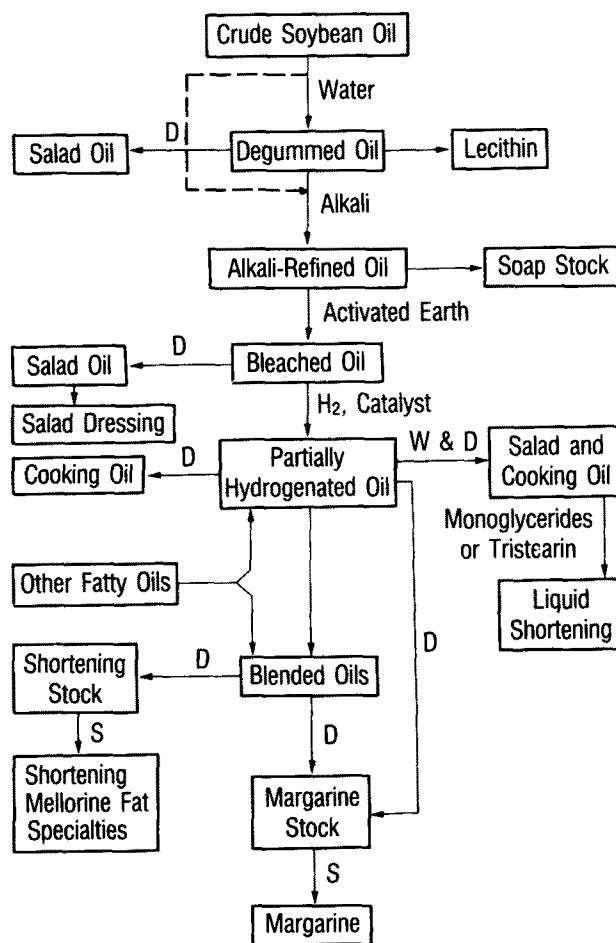 Crude Soybean Oil
Water
D
Salad Oil
Degummed Oil
Lecithin
Alkali
Alkali-Refined Oil
Soap Stock
Activated Earth
D
Salad Oil
Bleached Oil
H₂, Catalyst
Salad Dressing
W & D
Partially
Hydrogenated Oil
D
Cooking Oil
Salad and
Cooking Oil
Monoglycerides
or Tristearin
Other Fatty Oils
Liquid
Shortening
D
D
Shortening
Stock
Blended Oils
S
D
Shortening
Mellorine Fat
Specialties
Margarine
Stock
S
Margarine